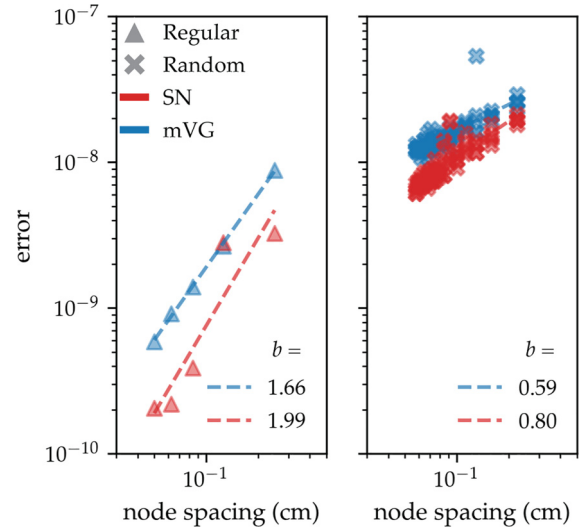 10⁻⁷
10⁻⁸
10⁻⁹
10⁻¹⁰
error
Regular
Random
SN
mVG
b =
1.66
1.99
10⁻¹
node spacing (cm)
b =
0.59
0.80
10⁻¹
node spacing (cm)